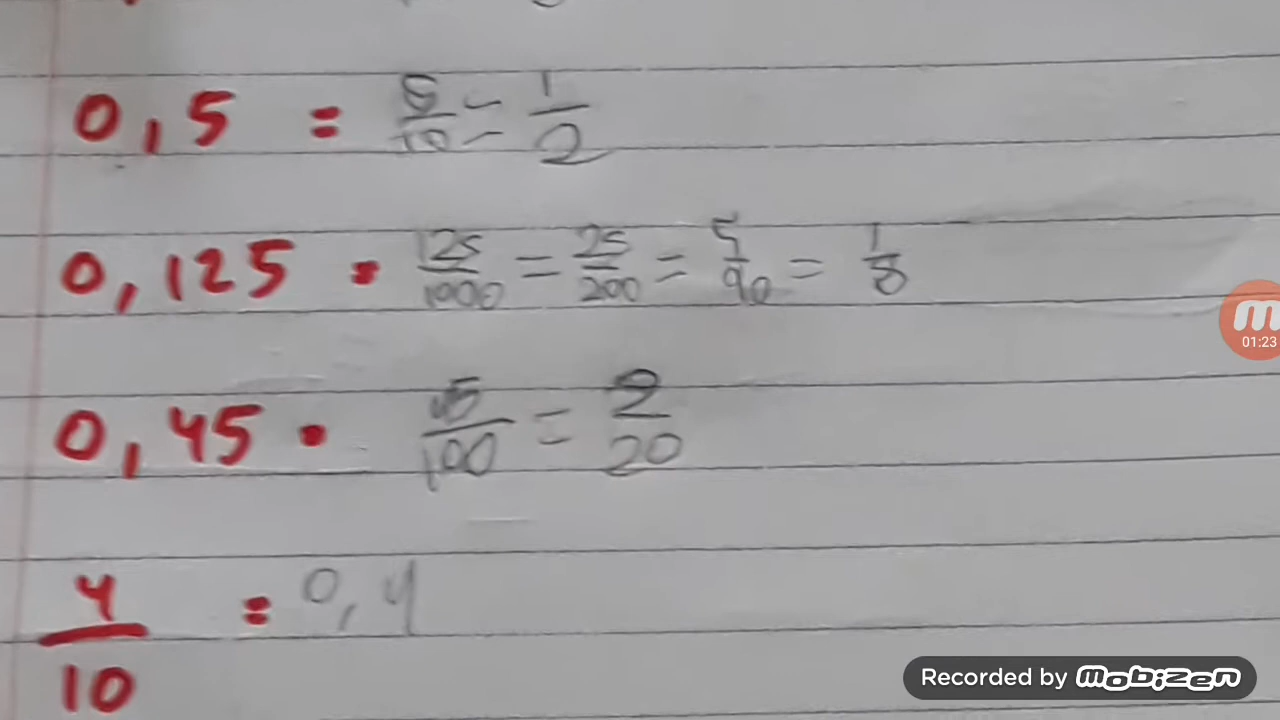 0,5 = 5/10 = 1/2
0,125 = 125/1000 = 25/200 = 5/40 = 1/8
0,45 = 45/100 = 9/20
4/10 = 0,4
01:23
Recorded by mobizen